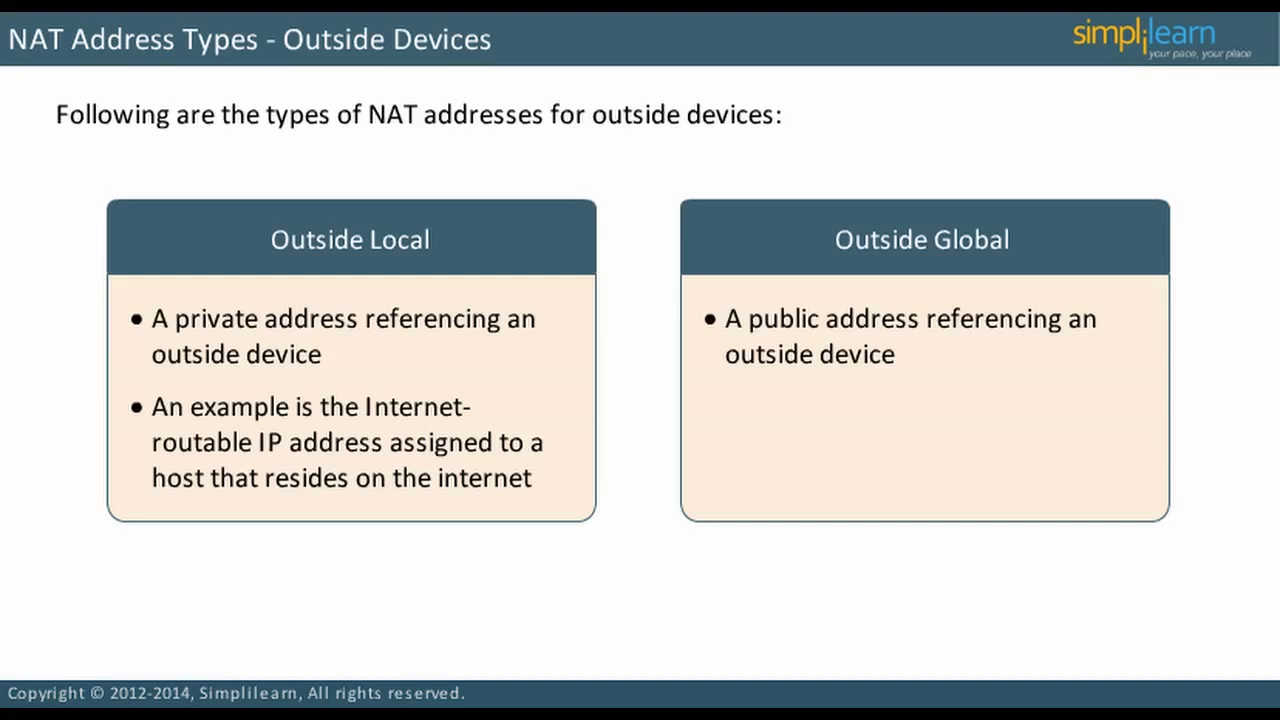 NAT Address Types - Outside Devices
simplilearn
your pace, your place
Following are the types of NAT addresses for outside devices:
Outside Local
• A private address referencing an
outside device
• An example is the Internet-
routable IP address assigned to a
host that resides on the internet
Outside Global
• A public address referencing an
outside device
Copyright © 2012-2014, Simplilearn, All rights reserved.